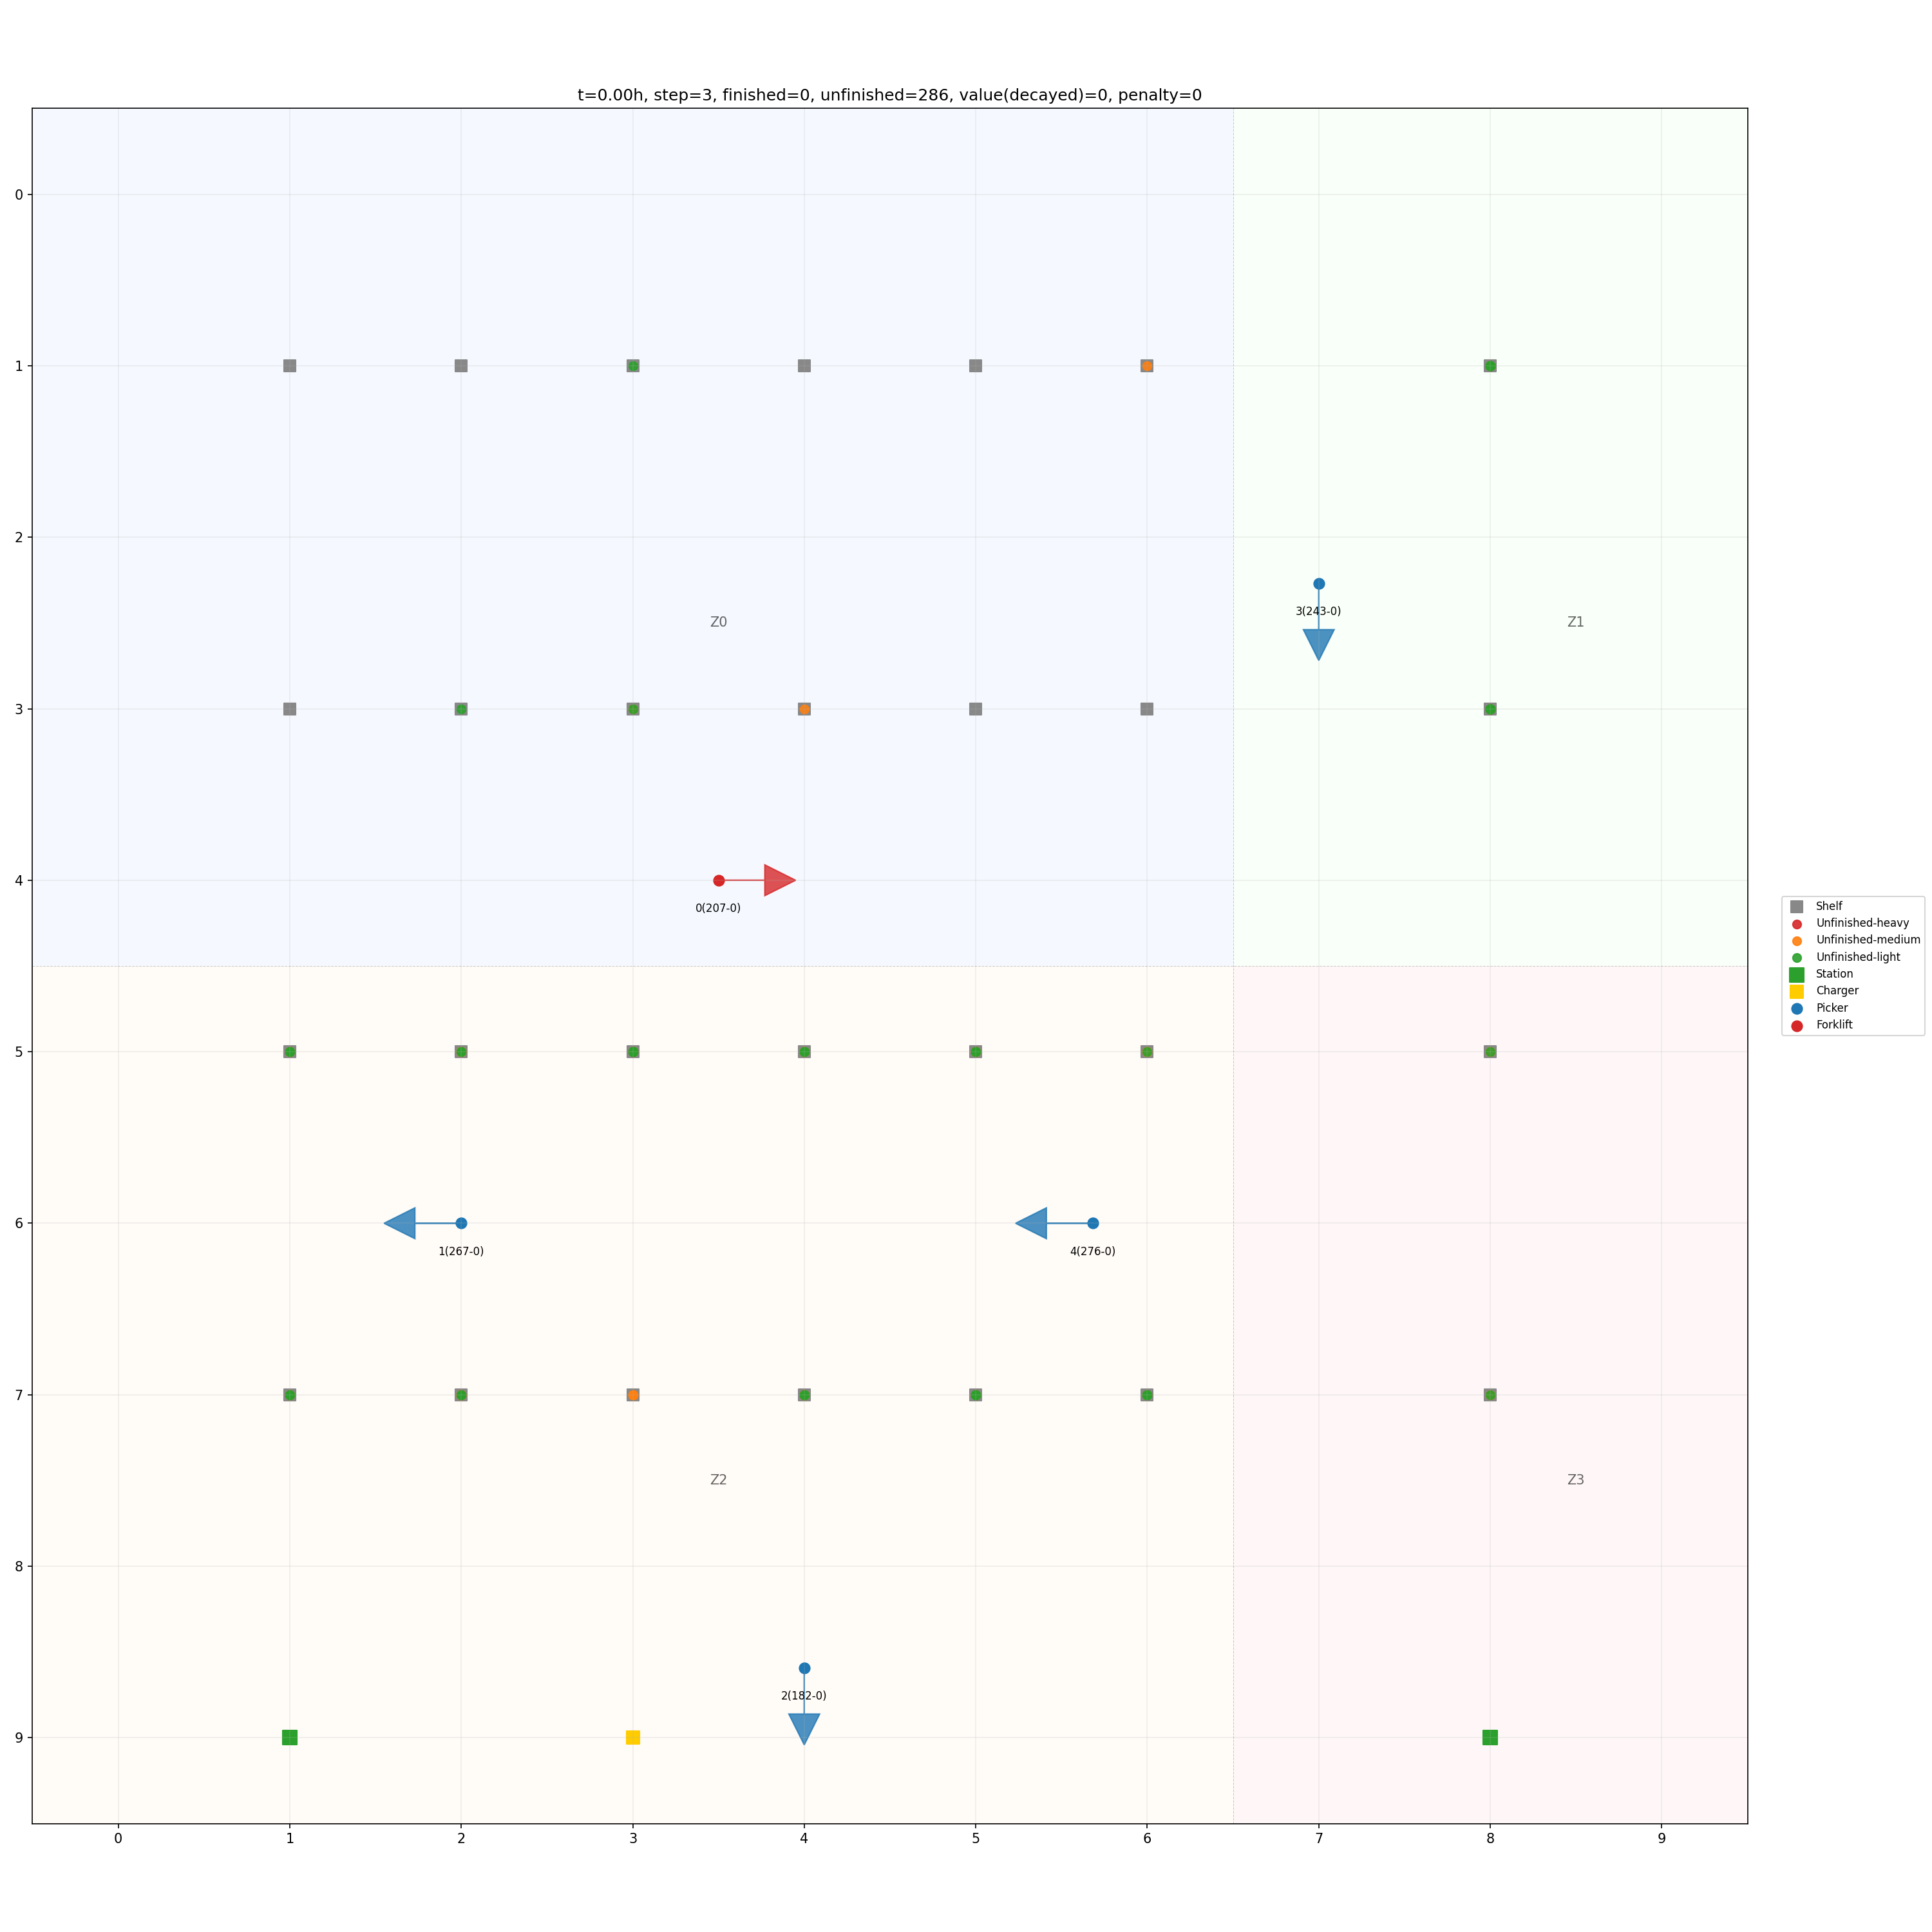 t=0.00h, step=3, finished=0, unfinished=286, value(decayed)=0, penalty=0
0
1
2
3
4
5
6
7
8
9
Z0
Z1
3(243-0)
0(207-0)
1(267-0)
4(276-0)
Z2
Z3
2(182-0)
0 1 2 3 4 5 6 7 8 9
Shelf
Unfinished-heavy
Unfinished-medium
Unfinished-light
Station
Charger
Picker
Forklift